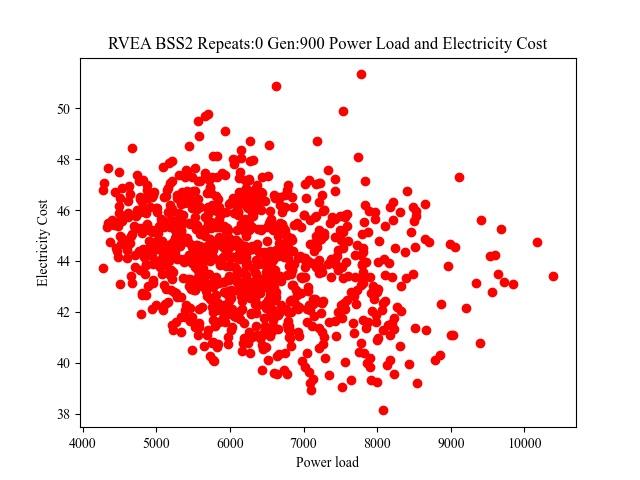 RVEA BSS2 Repeats:0 Gen:900 Power Load and Electricity Cost
50
48
46
44
42
40
38
Electricity Cost
4000 5000 6000 7000 8000 9000 10000
Power load